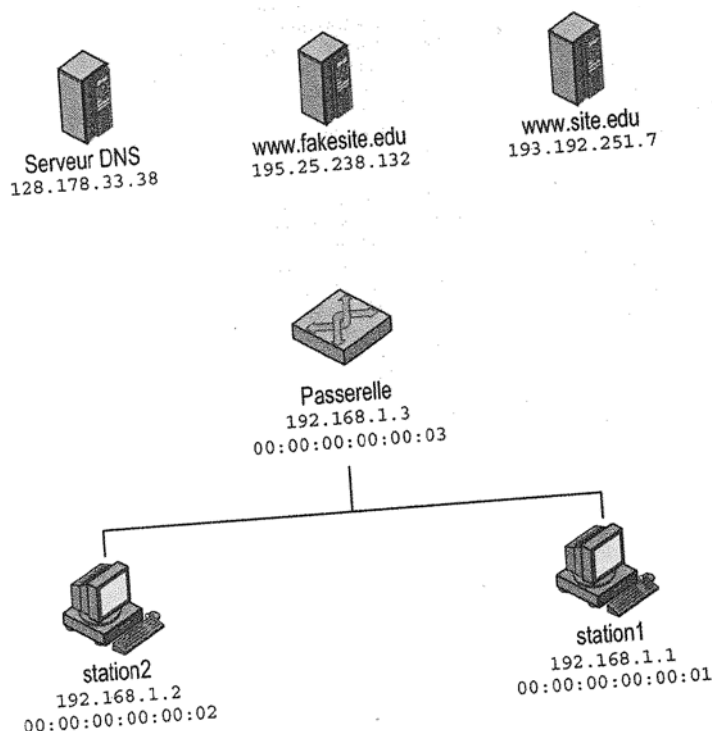 Serveur DNS
128.178.33.38
www.fakesite.edu
195.25.238.132
www.site.edu
193.192.251.7
Passerelle
192.168.1.3
00:00:00:00:00:03
station2
192.168.1.2
00:00:00:00:00:02
station1
192.168.1.1
00:00:00:00:00:01